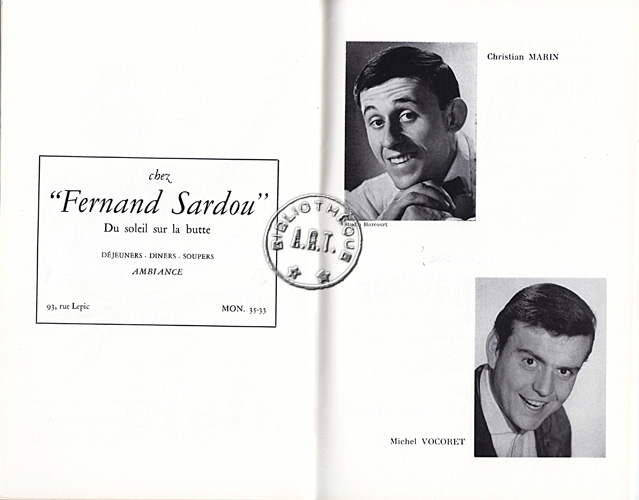 chez
“Fernand Sardou”
Du soleil sur la butte
DÉJEUNERS - DINERS - SOUPERS
AMBIANCE
93, rue Lepic MON. 35-33
BIBLIOTHÈQUE
A.R.T.
Christian MARIN
Studio Harcourt
Michel VOCORET